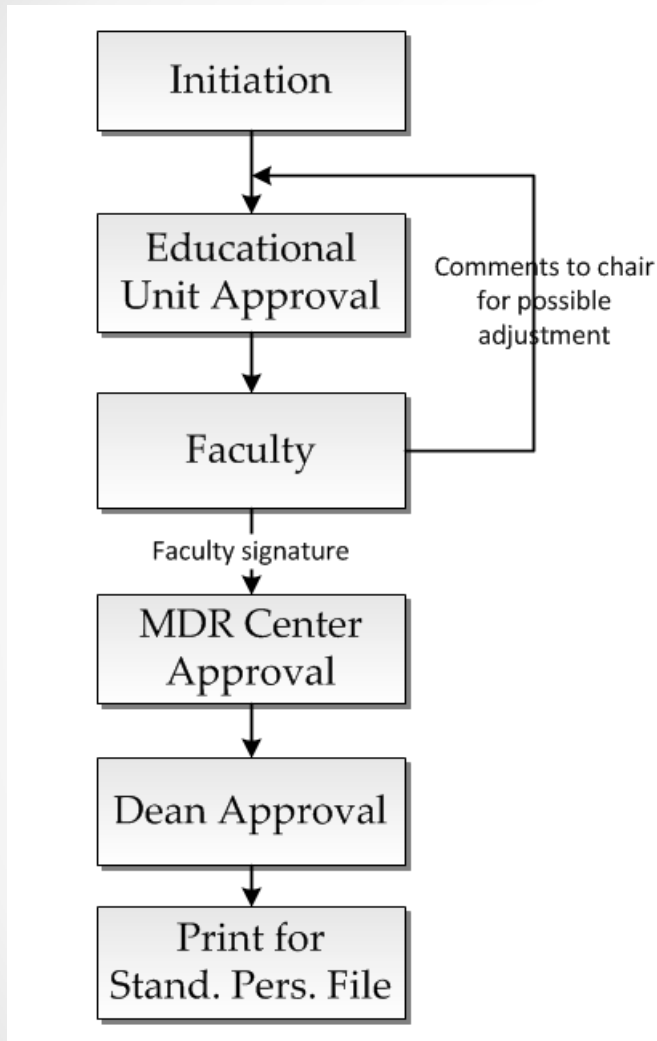 Initiation
Educational
Unit Approval
Comments to chair
for possible
adjustment
Faculty
Faculty signature
MDR Center
Approval
Dean Approval
Print for
Stand. Pers. File